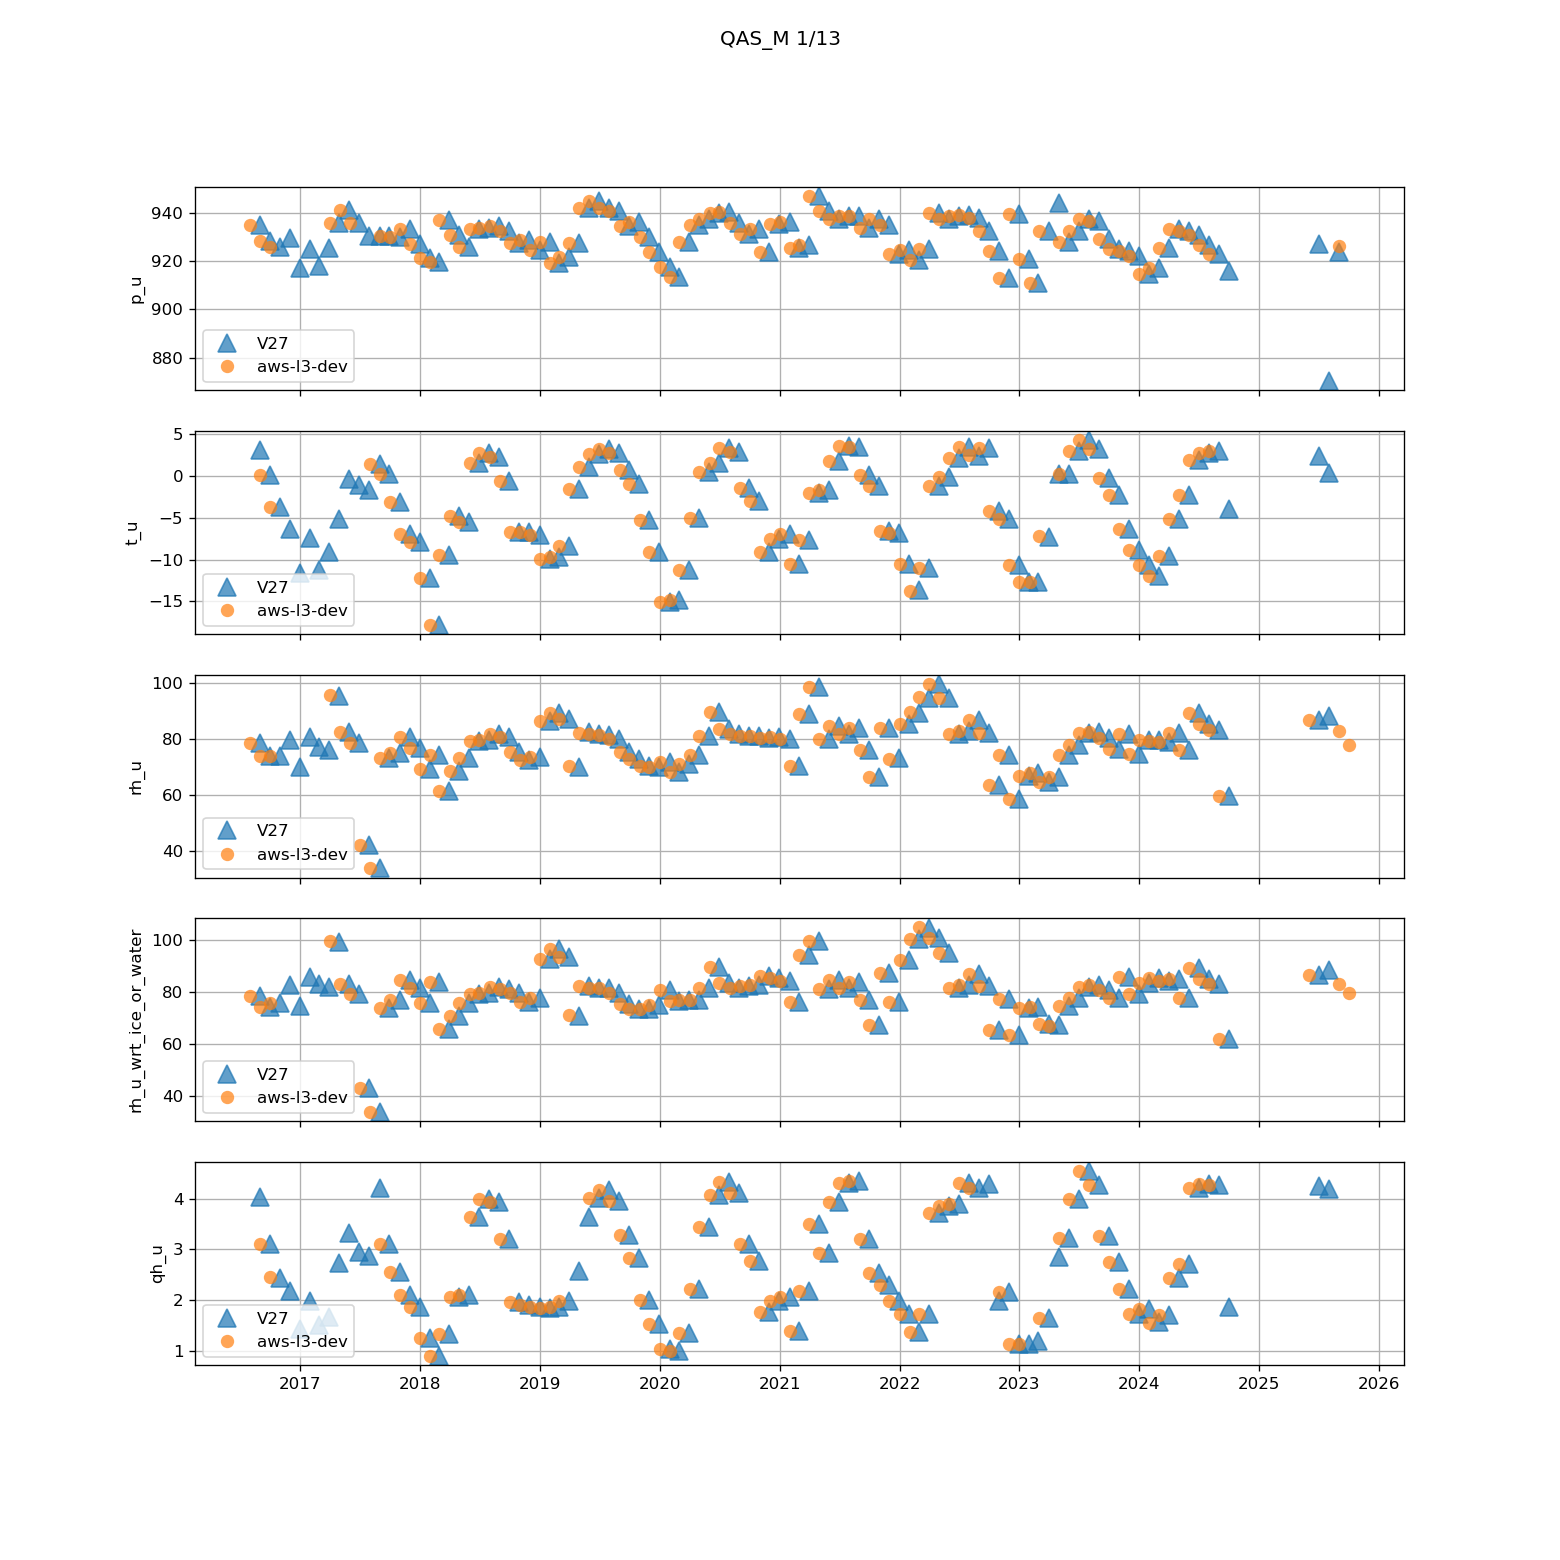 QAS_M 1/13
940
920
900
880
p_u
V27
aws-l3-dev
5
0
−5
−10
−15
t_u
V27
aws-l3-dev
100
80
60
40
rh_u
V27
aws-l3-dev
100
80
60
40
rh_u_wrt_ice_or_water
V27
aws-l3-dev
4
3
2
1
qh_u
V27
aws-l3-dev
2017 2018 2019 2020 2021 2022 2023 2024 2025 2026